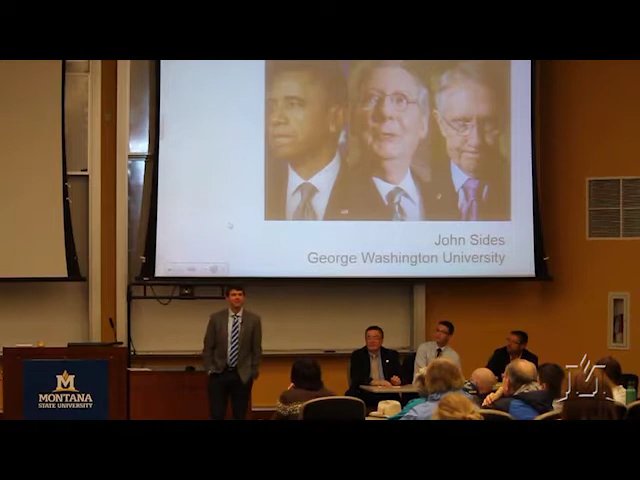 John Sides
George Washington University
M
MONTANA
STATE UNIVERSITY
M